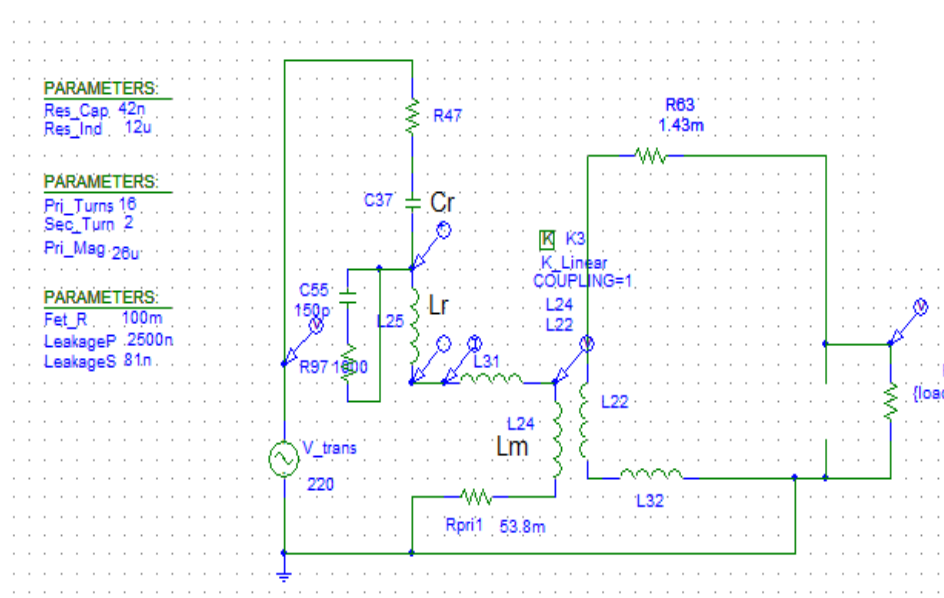 PARAMETERS:
Res_Cap 42n
Res_Ind 12u
PARAMETERS:
Pri_Turns 16
Sec_Turn 2
Pri_Mag 26u
PARAMETERS:
Fet_R 100m
LeakageP 2500n
LeakageS 81n
R47
C37
Cr
C55
150p
L25
Lr
R97 1000
L31
V_trans
220
L24
Lm
Rpri1 53.8m
K K3
K_Linear
COUPLING=1
L24
L22
L22
L32
R63
1.43m
V
V
V
I